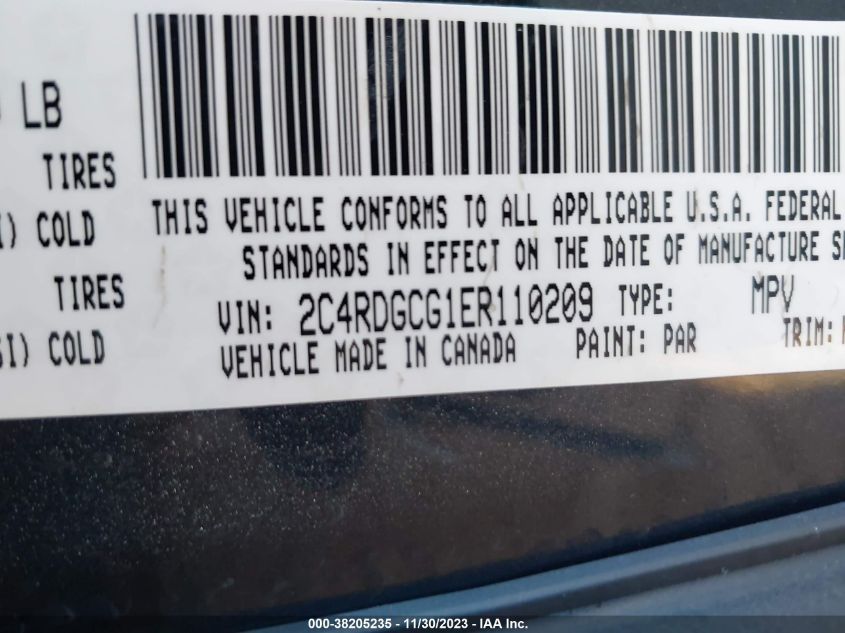 LB
TIRES
COLD
TIRES
COLD
THIS VEHICLE CONFORMS TO ALL APPLICABLE U.S.A. FEDERAL
STANDARDS IN EFFECT ON THE DATE OF MANUFACTURE
VIN: 2C4RDGCG1ER110209 TYPE: MPV
VEHICLE MADE IN CANADA PAINT: PAR TRIM:
000-38205235 - 11/30/2023 - IAA Inc.